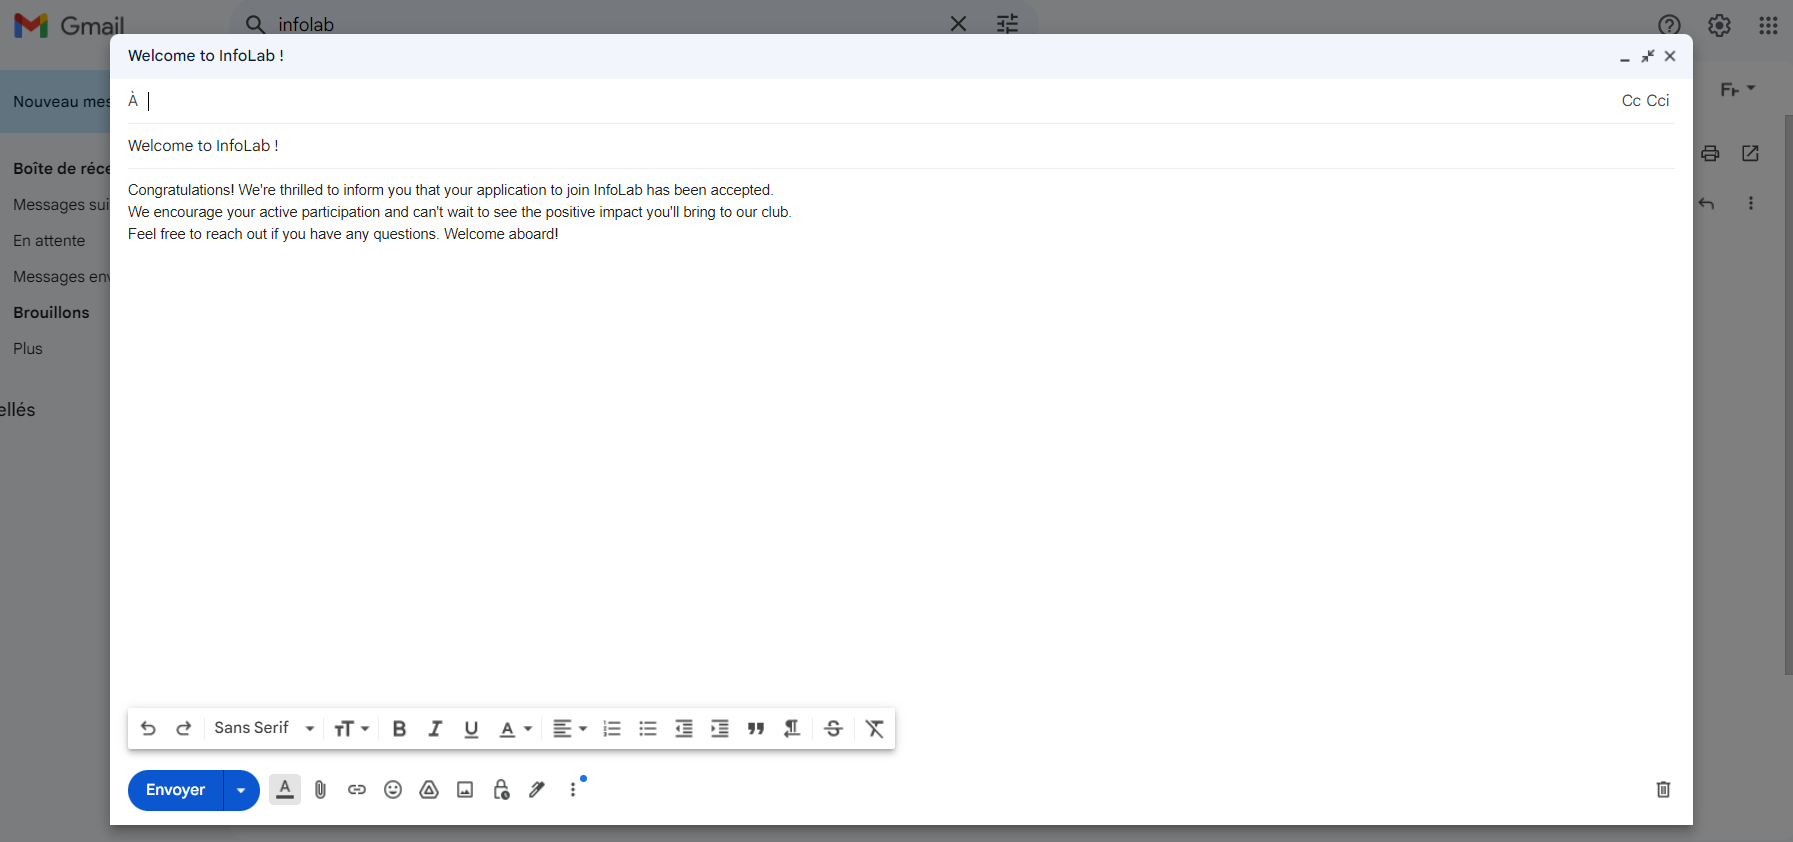 Gmail
infolab
Welcome to InfoLab !
Nouveau mes
À
Cc Cci
Fr
Welcome to InfoLab !
Boîte de réce
Congratulations! We're thrilled to inform you that your application to join InfoLab has been accepted.
Messages sui
We encourage your active participation and can't wait to see the positive impact you'll bring to our club.
En attente
Feel free to reach out if you have any questions. Welcome aboard!
Messages env
Brouillons
Plus
ellés
Sans Serif
Envoyer